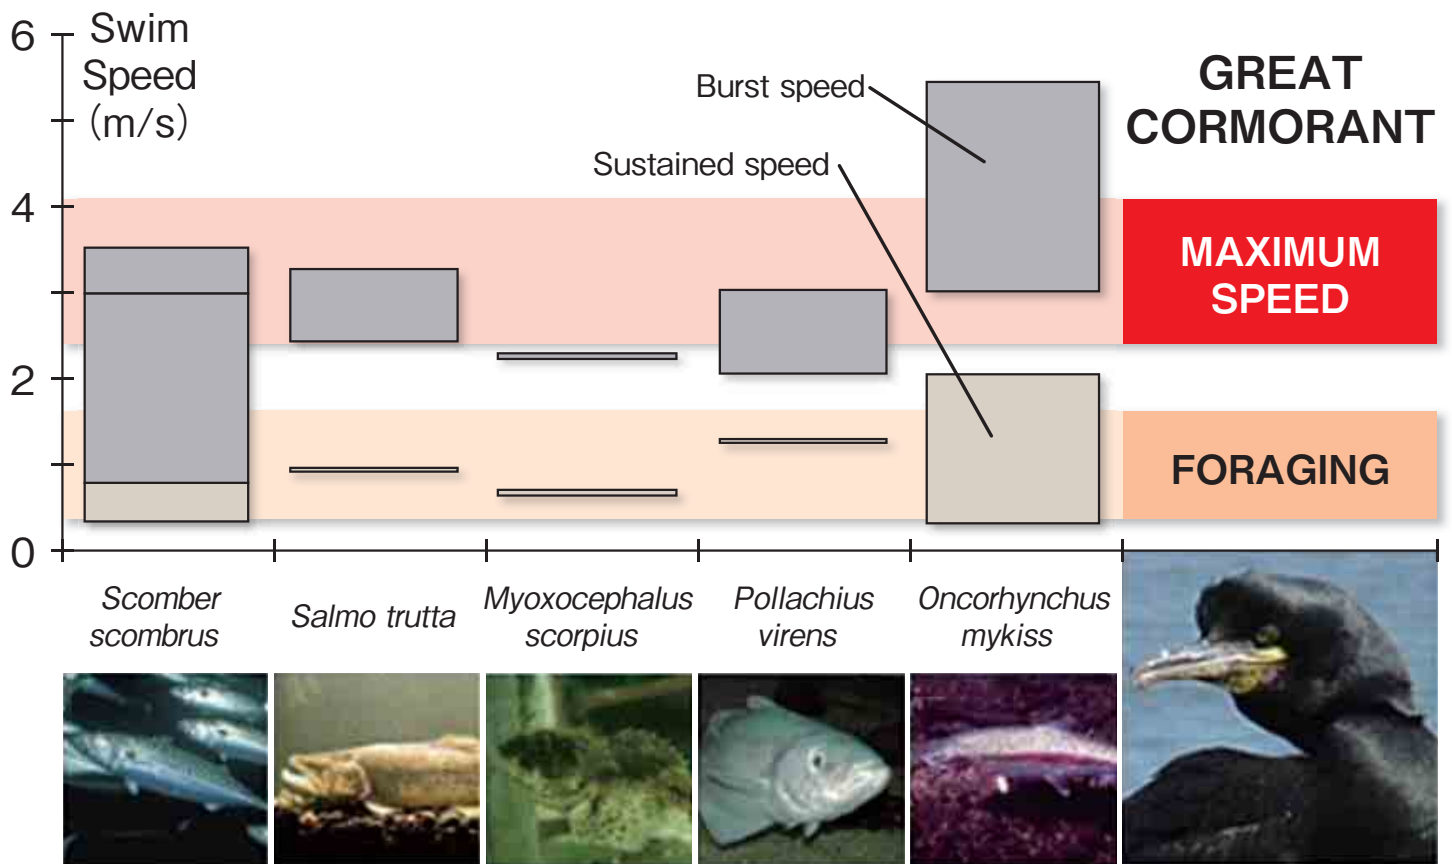 6
Swim
Speed
(m/s)
4
2
0
Burst speed
Sustained speed
GREAT
CORMORANT
MAXIMUM
SPEED
FORAGING
Scomber
scombrus
Salmo trutta
Myoxocephalus
scorpius
Pollachius
virens
Oncorhynchus
mykiss